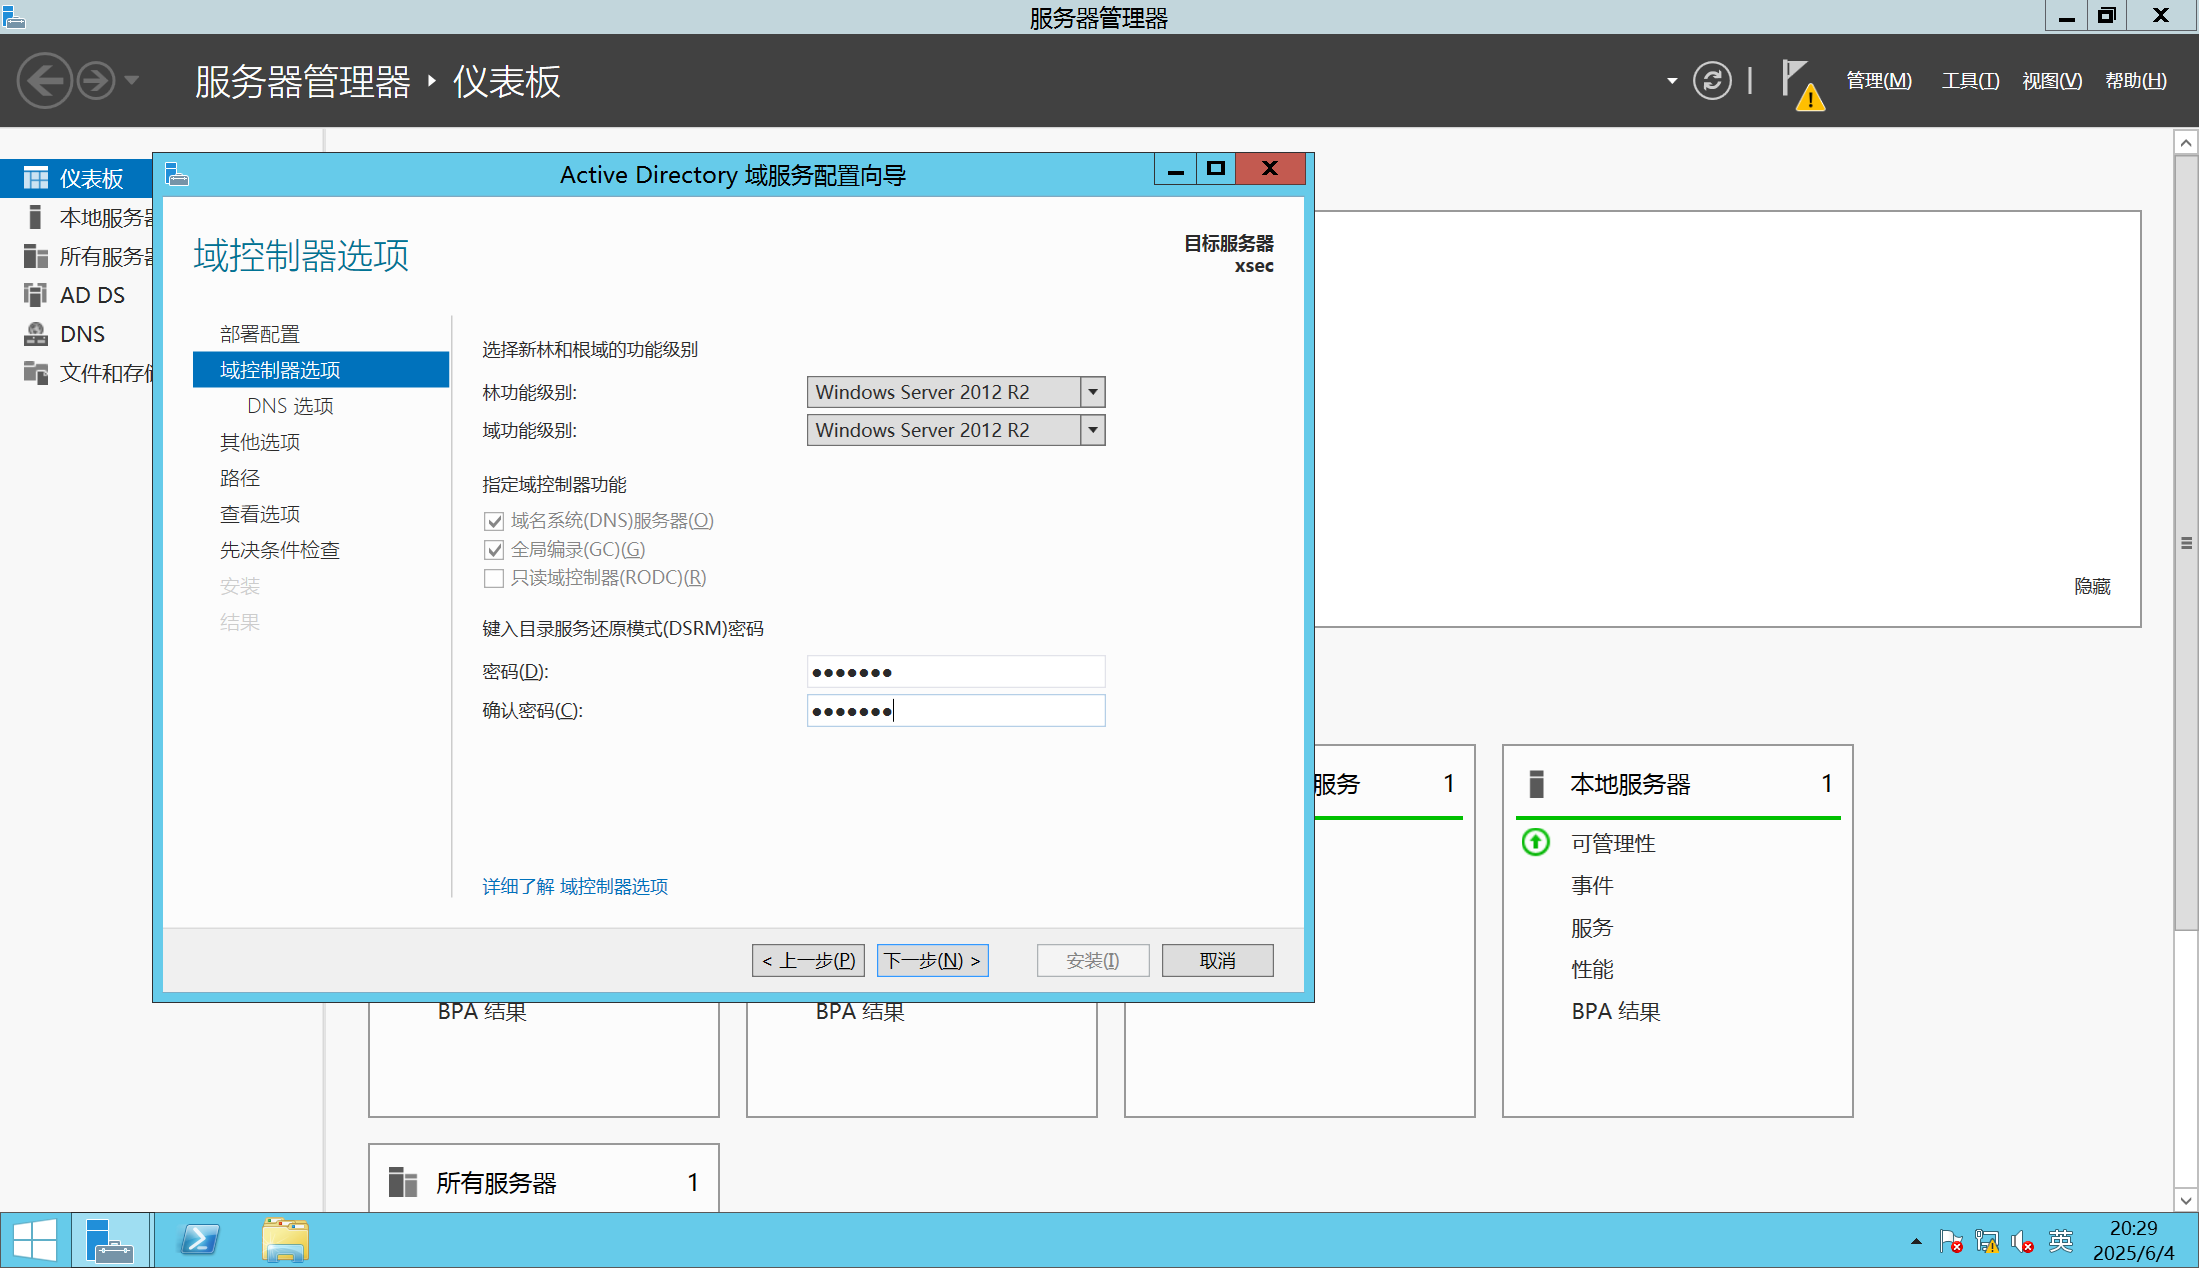 服务器管理器
服务器管理器 仪表板
管理(M) 工具(T) 视图(V) 帮助(H)
仪表板
本地服务器
所有服务器
AD DS
DNS
文件和存储
Active Directory 域服务配置向导
域控制器选项
目标服务器
xsec
部署配置
域控制器选项
DNS 选项
其他选项
路径
查看选项
先决条件检查
安装
结果
选择新林和根域的功能级别
林功能级别: Windows Server 2012 R2
域功能级别: Windows Server 2012 R2
指定域控制器功能
域名系统(DNS)服务器(O)
全局编录(GC)(G)
只读域控制器(RODC)(R)
键入目录服务还原模式(DSRM)密码
密码(D): ●●●●●●●
确认密码(C): ●●●●●●●
详细了解 域控制器选项
< 上一步(P) 下一步(N) > 安装(I) 取消
隐藏
服务 1
本地服务器 1
可管理性
事件
服务
性能
BPA 结果
BPA 结果
BPA 结果
所有服务器 1
英
20:29
2025/6/4